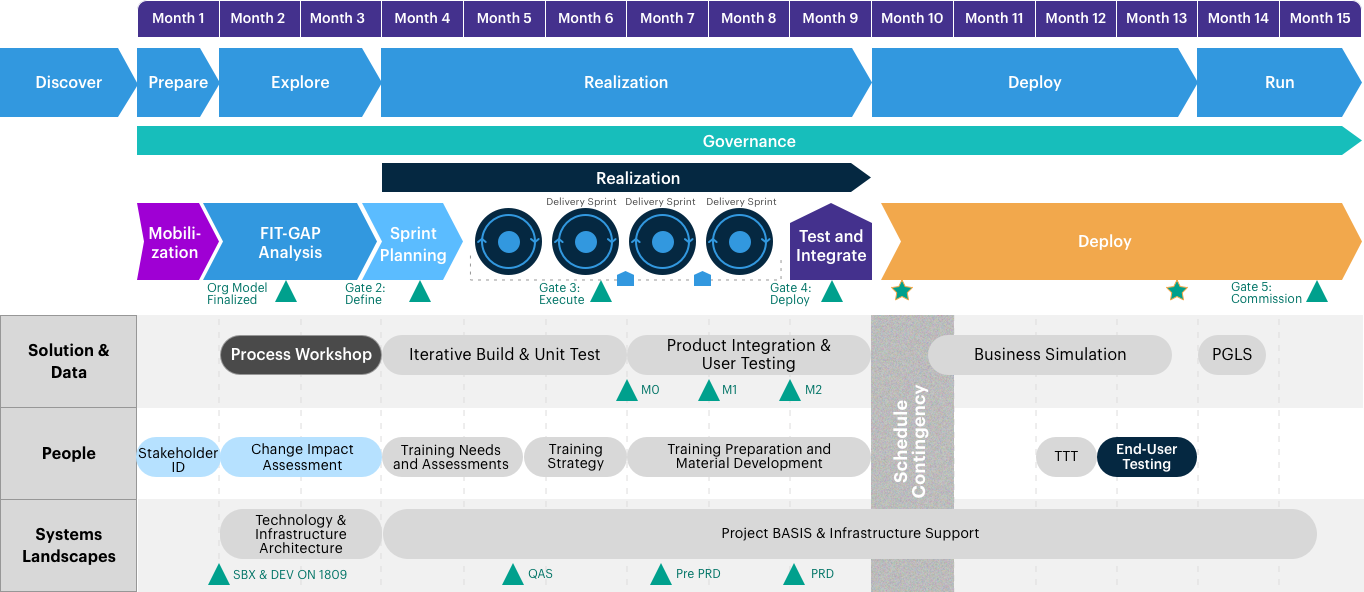 Month 1 Month 2 Month 3 Month 4 Month 5 Month 6 Month 7 Month 8 Month 9 Month 10 Month 11 Month 12 Month 13 Month 14 Month 15
Discover Prepare Explore Realization Deploy Run
Governance
Realization
Delivery Sprint Delivery Sprint Delivery Sprint
Mobili-
zation
FIT-GAP
Analysis
Sprint
Planning
Test and
Integrate
Deploy
Org Model
Finalized
Gate 2:
Define
Gate 3:
Execute
Gate 4:
Deploy
Gate 5:
Commission
Solution &
Data
Process Workshop
Iterative Build & Unit Test
Product Integration &
User Testing
Business Simulation
PGLS
M0 M1 M2
Schedule
Contingency
People
Stakeholder
ID
Change Impact
Assessment
Training Needs
and Assessments
Training
Strategy
Training Preparation and
Material Development
TTT
End-User
Testing
Systems
Landscapes
Technology &
Infrastructure
Architecture
Project BASIS & Infrastructure Support
SBX & DEV ON 1809 QAS Pre PRD PRD